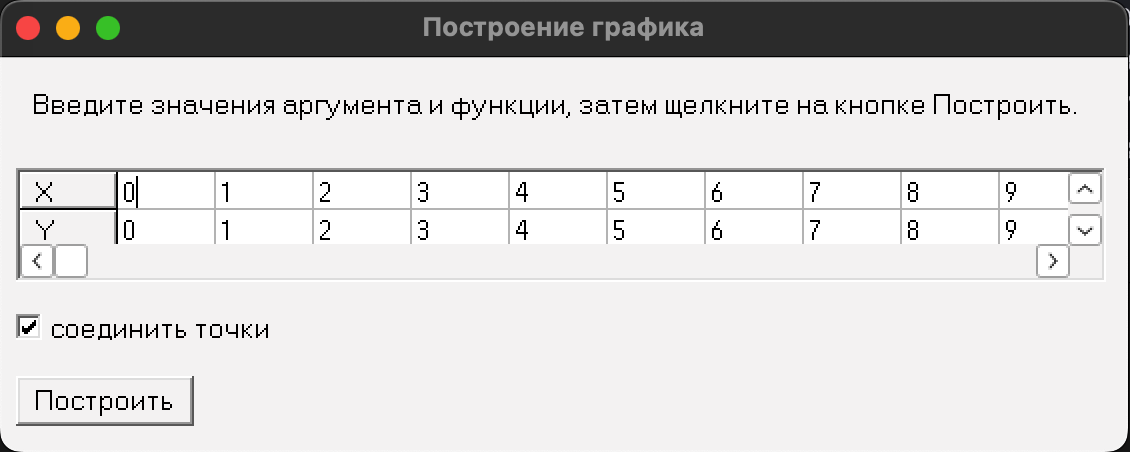 Построение графика
Введите значения аргумента и функции, затем щелкните на кнопке Построить.
X 0 1 2 3 4 5 6 7 8 9
Y 0 1 2 3 4 5 6 7 8 9
соединить точки
Построить